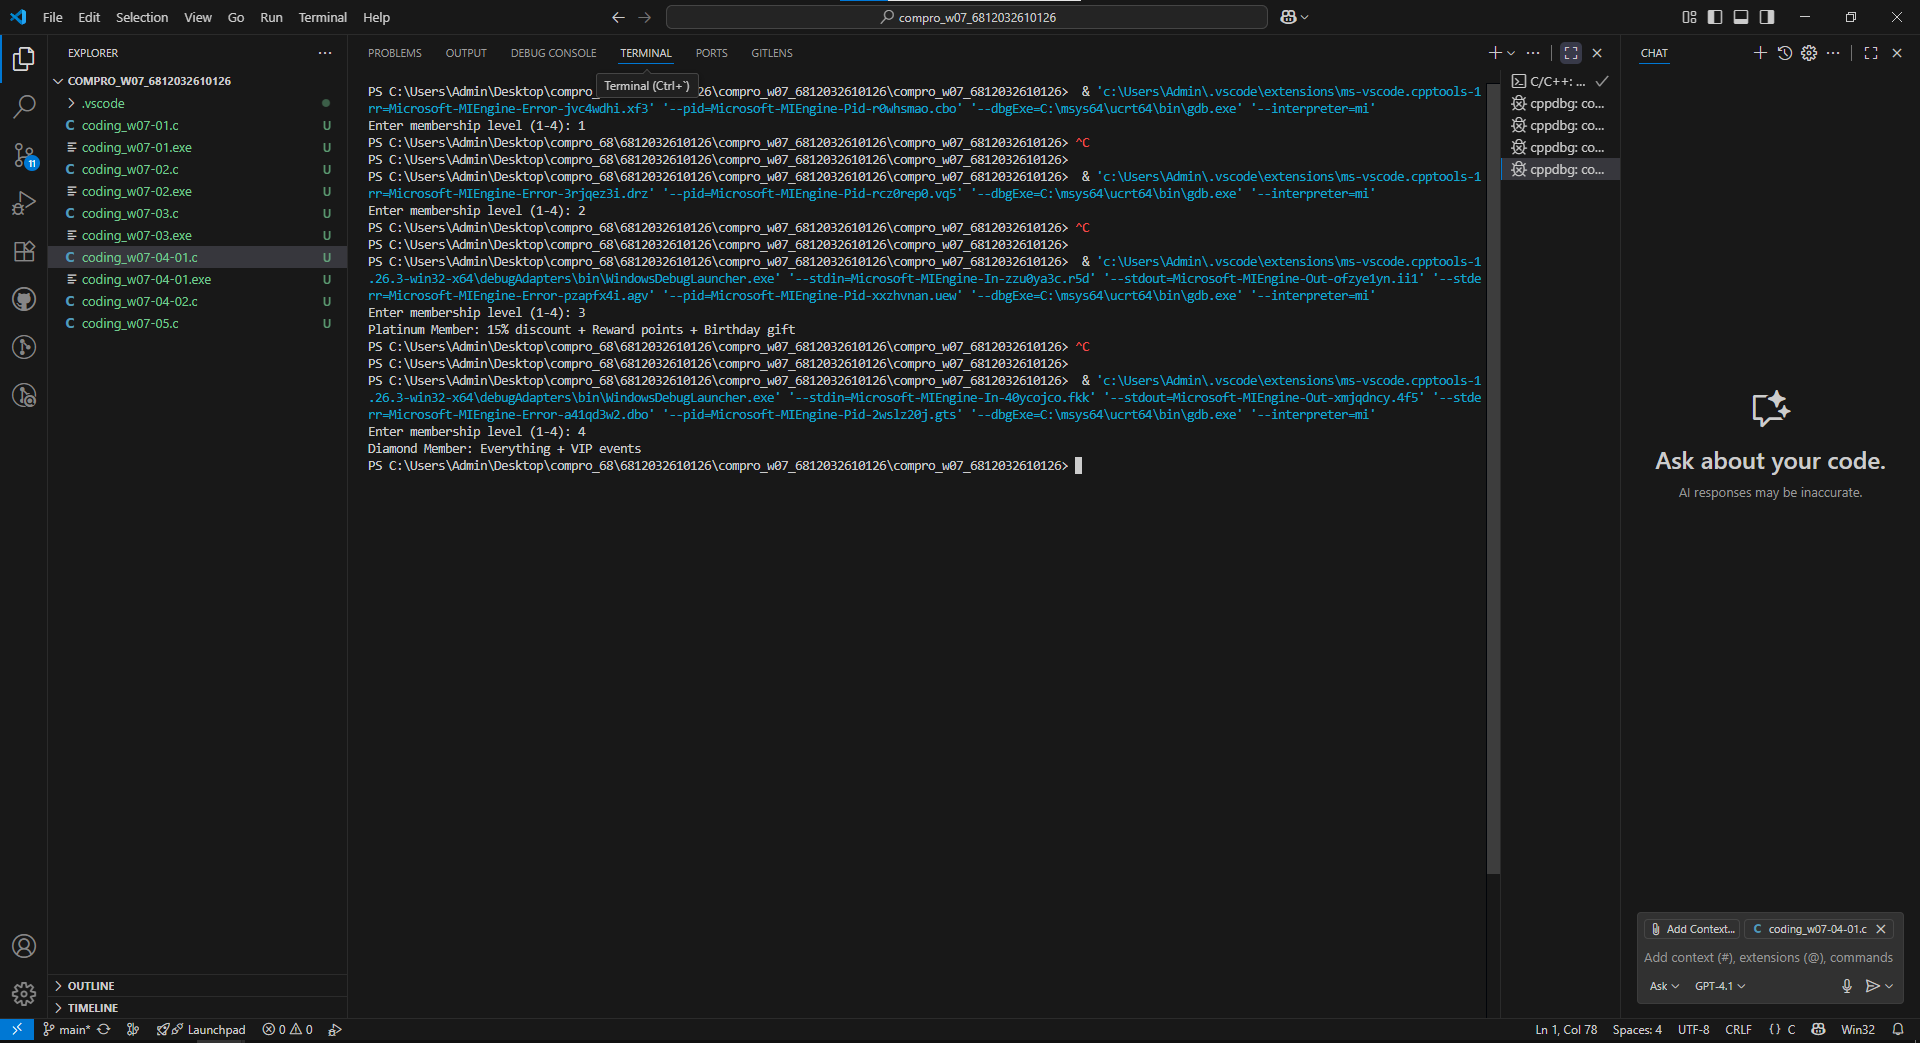 File Edit Selection View Go Run Terminal Help
compro_w07_6812032610126
EXPLORER
COMPRO_W07_6812032610126
.vscode
C coding_w07-01.c U
coding_w07-01.exe U
C coding_w07-02.c U
coding_w07-02.exe U
C coding_w07-03.c U
coding_w07-03.exe U
C coding_w07-04-01.c U
coding_w07-04-01.exe U
C coding_w07-04-02.c U
C coding_w07-05.c U
11
OUTLINE
TIMELINE
PROBLEMS OUTPUT DEBUG CONSOLE TERMINAL PORTS GITLENS
Terminal (Ctrl+`)
PS C:\Users\Admin\Desktop\compro_ 26\compro_w07_6812032610126\compro_w07_6812032610126> & 'c:\Users\Admin\.vscode\extensions\ms-vscode.cpptools-1
rr=Microsoft-MIEngine-Error-jvc4wdhi.xf3' '--pid=Microsoft-MIEngine-Pid-r0whsmao.cbo' '--dbgExe=C:\msys64\ucrt64\bin\gdb.exe' '--interpreter=mi'
Enter membership level (1-4): 1
PS C:\Users\Admin\Desktop\compro_68\6812032610126\compro_w07_6812032610126\compro_w07_6812032610126> ^C
PS C:\Users\Admin\Desktop\compro_68\6812032610126\compro_w07_6812032610126\compro_w07_6812032610126>
PS C:\Users\Admin\Desktop\compro_68\6812032610126\compro_w07_6812032610126\compro_w07_6812032610126> & 'c:\Users\Admin\.vscode\extensions\ms-vscode.cpptools-1
rr=Microsoft-MIEngine-Error-3rjqez3i.drz' '--pid=Microsoft-MIEngine-Pid-rcz0rep0.vq5' '--dbgExe=C:\msys64\ucrt64\bin\gdb.exe' '--interpreter=mi'
Enter membership level (1-4): 2
PS C:\Users\Admin\Desktop\compro_68\6812032610126\compro_w07_6812032610126\compro_w07_6812032610126> ^C
PS C:\Users\Admin\Desktop\compro_68\6812032610126\compro_w07_6812032610126\compro_w07_6812032610126>
PS C:\Users\Admin\Desktop\compro_68\6812032610126\compro_w07_6812032610126\compro_w07_6812032610126> & 'c:\Users\Admin\.vscode\extensions\ms-vscode.cpptools-1
.26.3-win32-x64\debugAdapters\bin\WindowsDebugLauncher.exe' '--stdin=Microsoft-MIEngine-In-zzu0ya3c.r5d' '--stdout=Microsoft-MIEngine-Out-ofzye1yn.ii1' '--stde
rr=Microsoft-MIEngine-Error-pzapfx4i.agv' '--pid=Microsoft-MIEngine-Pid-xxzhvnan.uew' '--dbgExe=C:\msys64\ucrt64\bin\gdb.exe' '--interpreter=mi'
Enter membership level (1-4): 3
Platinum Member: 15% discount + Reward points + Birthday gift
PS C:\Users\Admin\Desktop\compro_68\6812032610126\compro_w07_6812032610126\compro_w07_6812032610126> ^C
PS C:\Users\Admin\Desktop\compro_68\6812032610126\compro_w07_6812032610126\compro_w07_6812032610126>
PS C:\Users\Admin\Desktop\compro_68\6812032610126\compro_w07_6812032610126\compro_w07_6812032610126> & 'c:\Users\Admin\.vscode\extensions\ms-vscode.cpptools-1
.26.3-win32-x64\debugAdapters\bin\WindowsDebugLauncher.exe' '--stdin=Microsoft-MIEngine-In-40ycojco.fkk' '--stdout=Microsoft-MIEngine-Out-xmjqdncy.4f5' '--stde
rr=Microsoft-MIEngine-Error-a41qd3w2.dbo' '--pid=Microsoft-MIEngine-Pid-2wslz20j.gts' '--dbgExe=C:\msys64\ucrt64\bin\gdb.exe' '--interpreter=mi'
Enter membership level (1-4): 4
Diamond Member: Everything + VIP events
PS C:\Users\Admin\Desktop\compro_68\6812032610126\compro_w07_6812032610126\compro_w07_6812032610126>
C/C++: ...
cppdbg: co...
cppdbg: co...
cppdbg: co...
cppdbg: co...
CHAT
Ask about your code.
AI responses may be inaccurate.
Add Context... C coding_w07-04-01.c
Add context (#), extensions (@), commands
Ask GPT-4.1
main* Launchpad 0 0
Ln 1, Col 78 Spaces: 4 UTF-8 CRLF {} C Win32